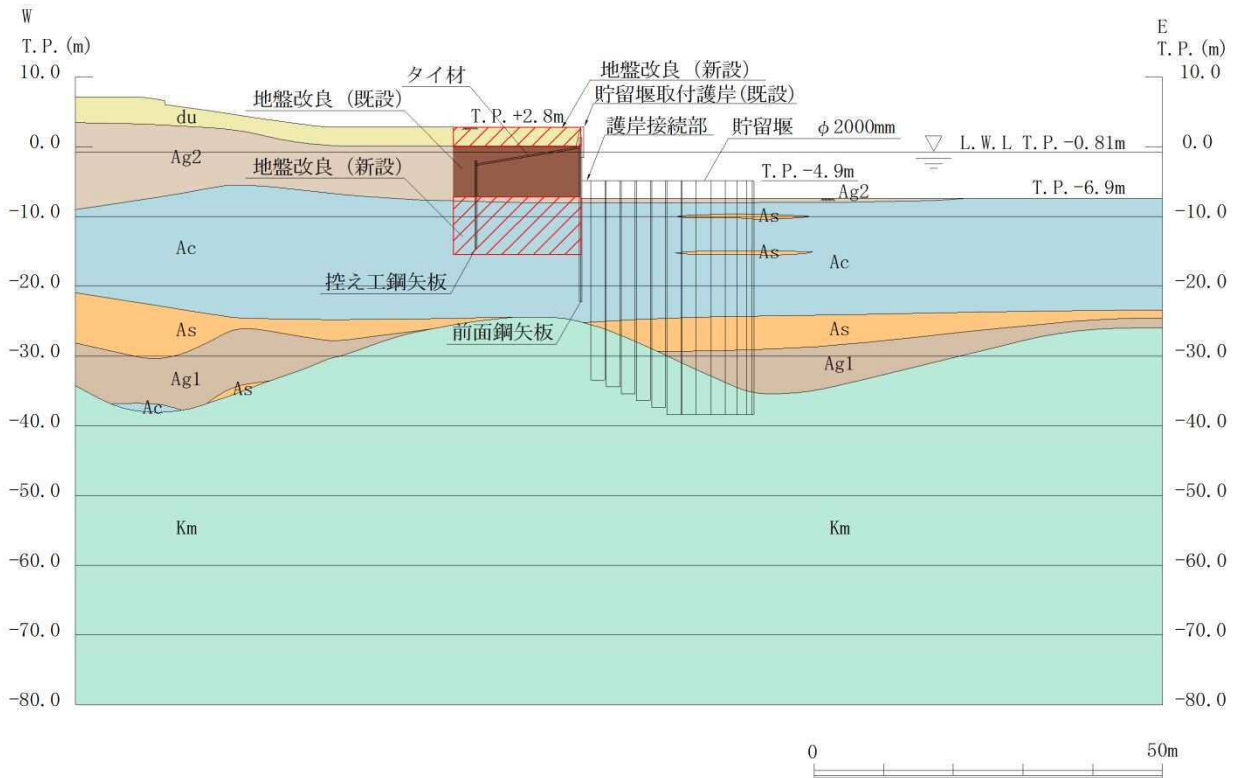 W
T.P.(m)
E
T.P.(m)
10.0
0.0
-10.0
-20.0
-30.0
-40.0
-50.0
-60.0
-70.0
-80.0
10.0
0.0
-10.0
-20.0
-30.0
-40.0
-50.0
-60.0
-70.0
-80.0
タイ材
地盤改良（新設）
地盤改良（既設）
貯留堰取付護岸(既設)
du
T.P.+2.8m
護岸接続部
貯留堰 φ2000mm
L.W.L T.P.-0.81m
Ag2
地盤改良（新設）
T.P.-4.9m
Ag2
T.P.-6.9m
As
Ac
As
Ac
控え工鋼矢板
前面鋼矢板
As
As
Ag1
Ag1
As
Ac
Km
Km
0
50m